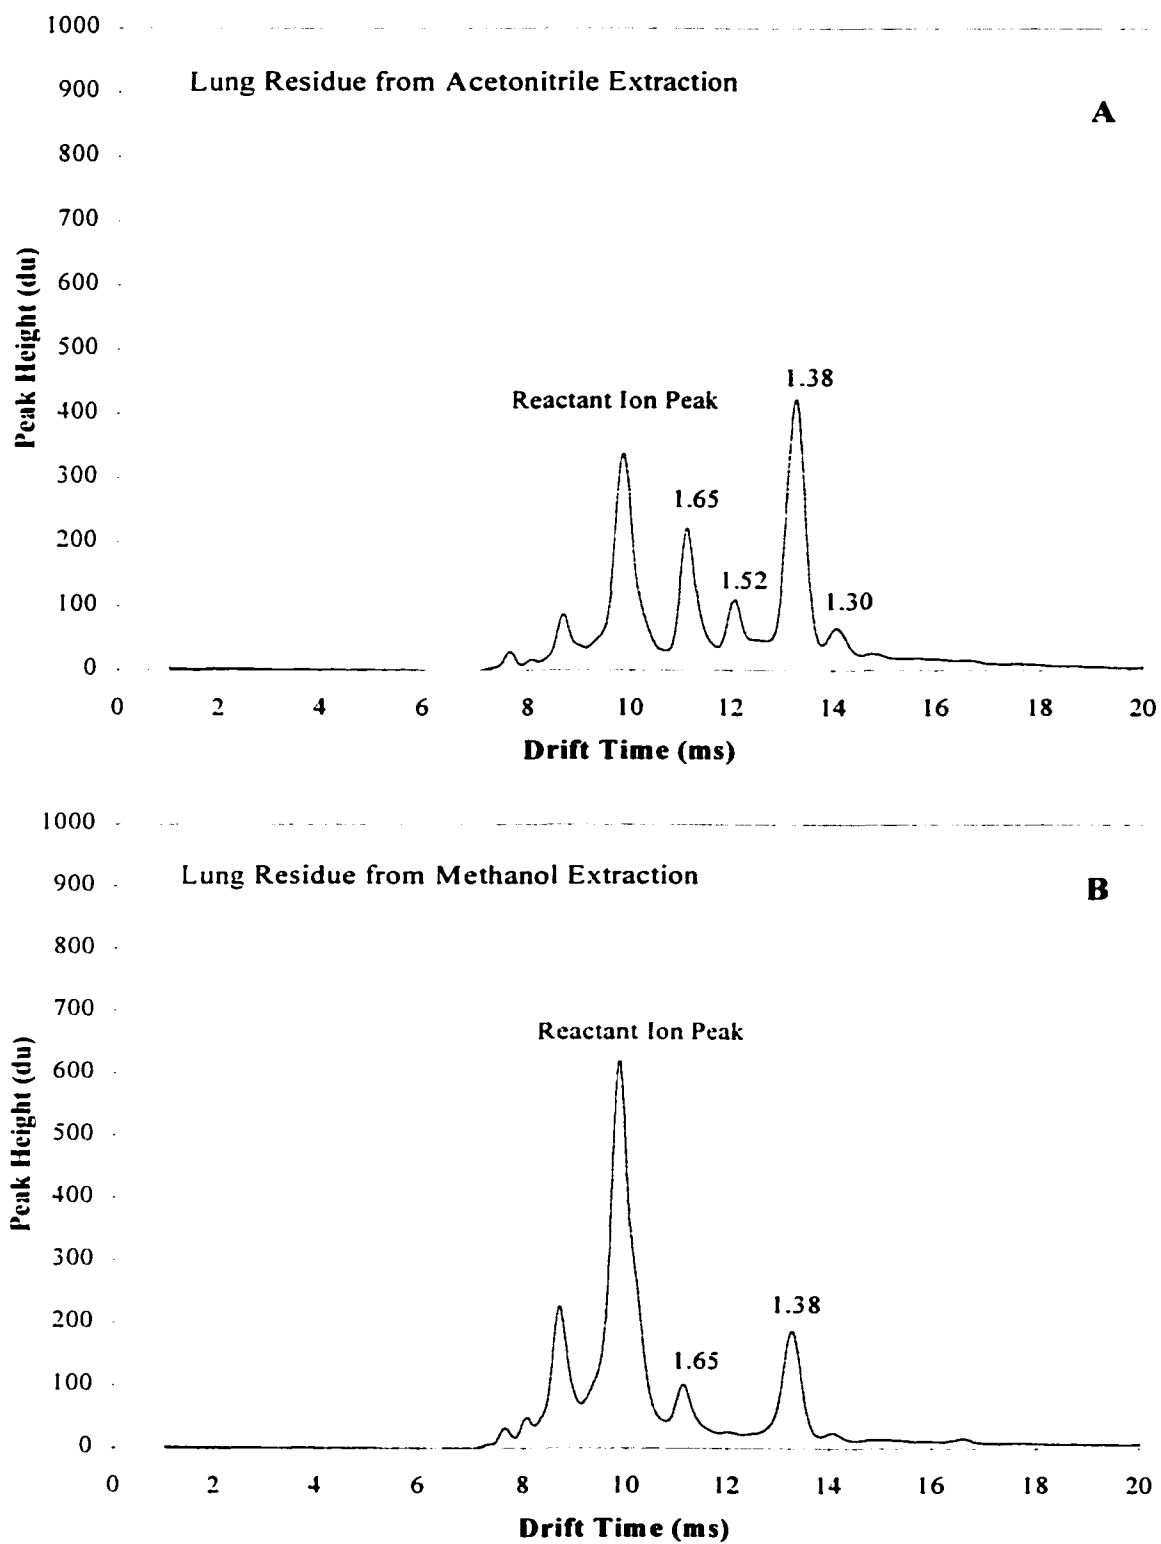 1000
Lung Residue from Acetonitrile Extraction
900
A
800
700
600
500
1.38
Reactant Ion Peak
400
300
1.65
200
1.52
1.30
100
0
Peak Height (du)
0 2 4 6 8 10 12 14 16 18 20
Drift Time (ms)
1000
Lung Residue from Methanol Extraction
900
B
800
700
Reactant Ion Peak
600
500
400
300
1.38
200
1.65
100
0
Peak Height (du)
0 2 4 6 8 10 12 14 16 18 20
Drift Time (ms)